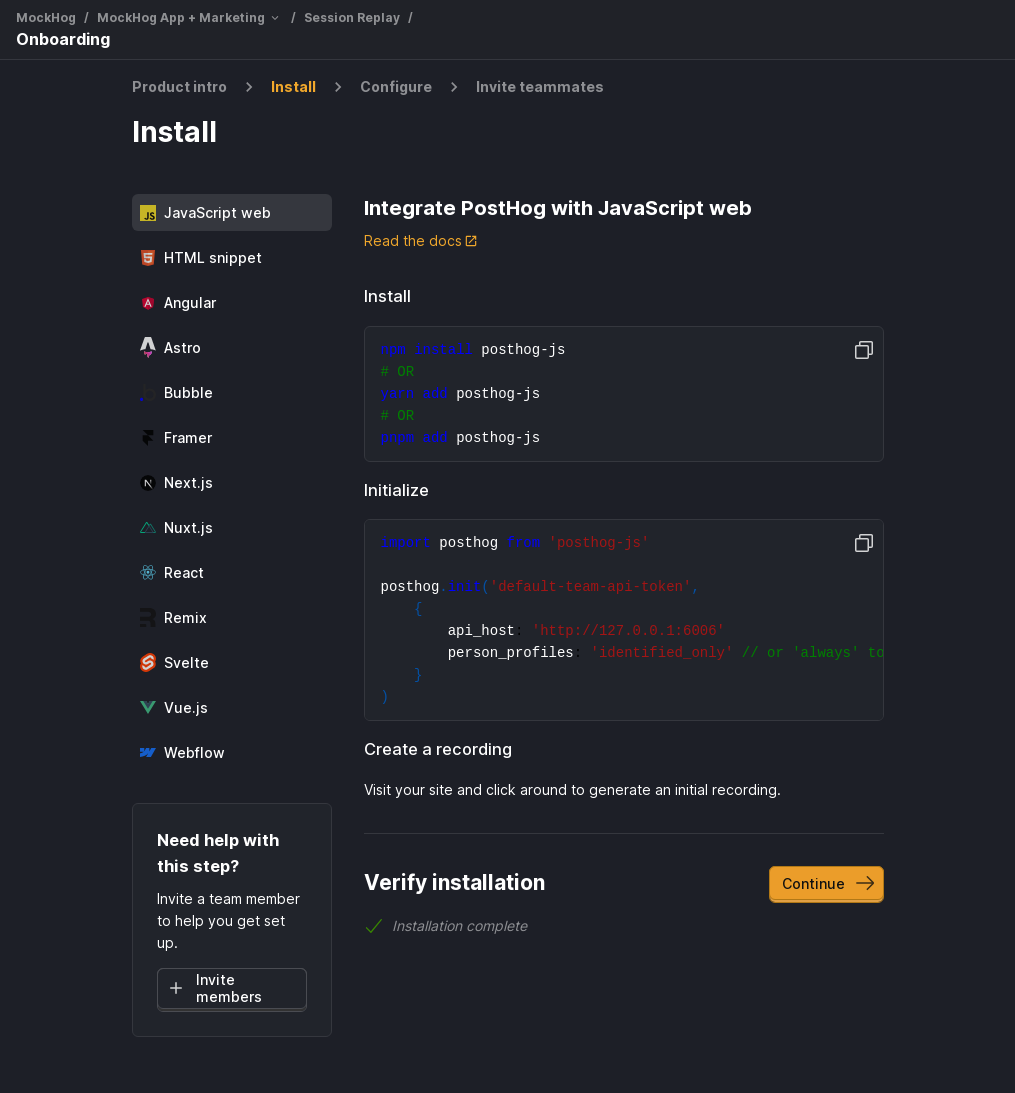 MockHog / MockHog App + Marketing / Session Replay /
Onboarding
Product intro > Install > Configure > Invite teammates
Install
JavaScript web
HTML snippet
Angular
Astro
Bubble
Framer
Next.js
Nuxt.js
React
Remix
Svelte
Vue.js
Webflow
Need help with
this step?
Invite a team member
to help you get set
up.
Invite
members
Integrate PostHog with JavaScript web
Read the docs
Install
npm install posthog-js
# OR
yarn add posthog-js
# OR
pnpm add posthog-js
Initialize
import posthog from 'posthog-js'
posthog.init('default-team-api-token',
{
api_host: 'http://127.0.0.1:6006'
person_profiles: 'identified_only' // or 'always' to
}
)
Create a recording
Visit your site and click around to generate an initial recording.
Verify installation
Continue
Installation complete